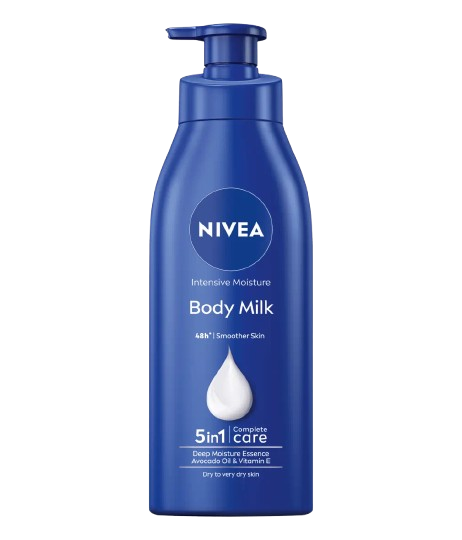 NIVEA
Intensive Moisture
Body Milk
48h* | Smoother Skin
5in1 | Complete care
Deep Moisture Essence
Avocado Oil & Vitamin E
Dry to very dry skin